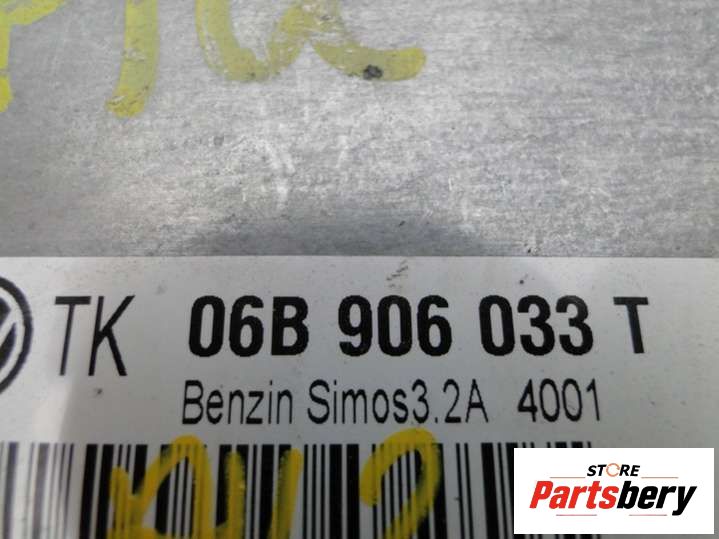 TK 06B 906 033 T
Benzin Simos3.2A 4001
STORE
Partsbery